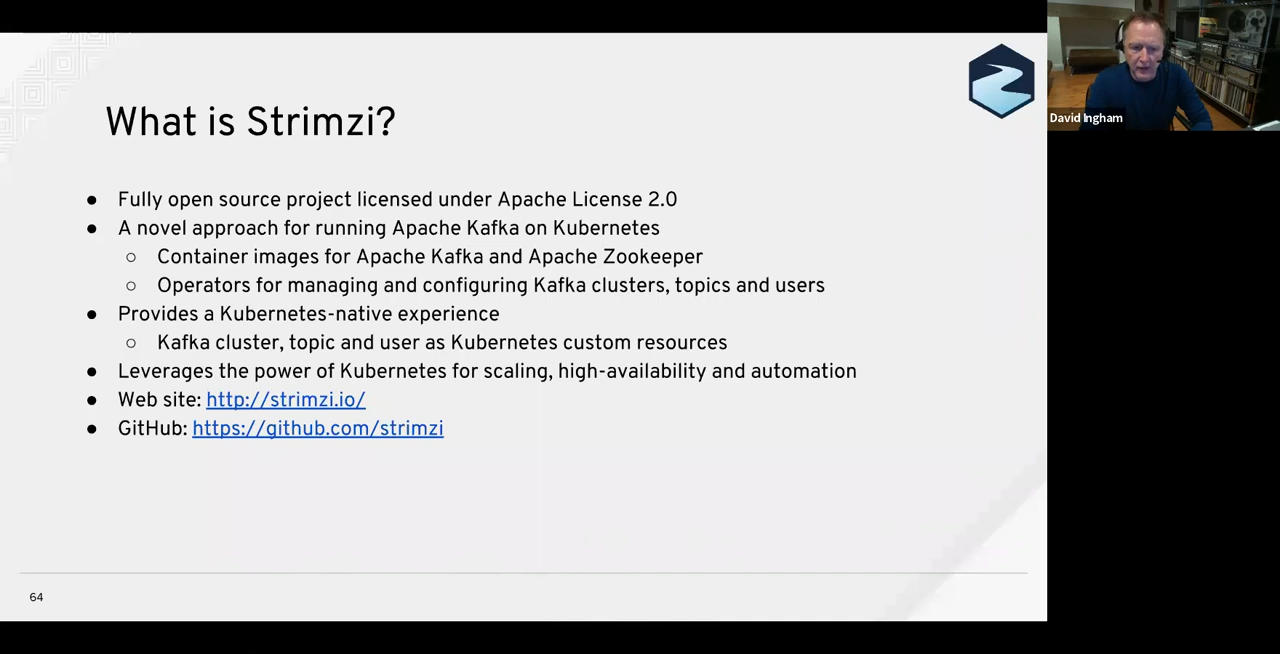 What is Strimzi?
● Fully open source project licensed under Apache License 2.0
● A novel approach for running Apache Kafka on Kubernetes
○ Container images for Apache Kafka and Apache Zookeeper
○ Operators for managing and configuring Kafka clusters, topics and users
● Provides a Kubernetes-native experience
○ Kafka cluster, topic and user as Kubernetes custom resources
● Leverages the power of Kubernetes for scaling, high-availability and automation
● Web site: http://strimzi.io/
● GitHub: https://github.com/strimzi
64
David Ingham